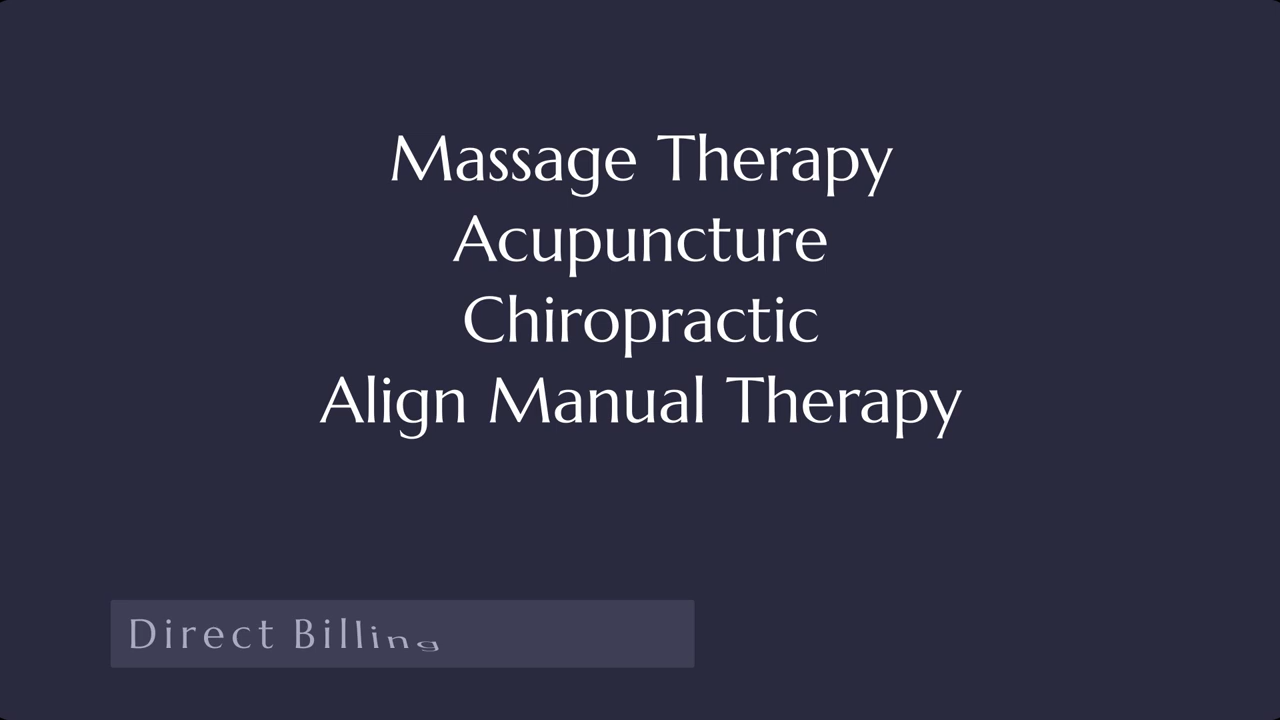 Massage Therapy
Acupuncture
Chiropractic
Align Manual Therapy
Direct Billing